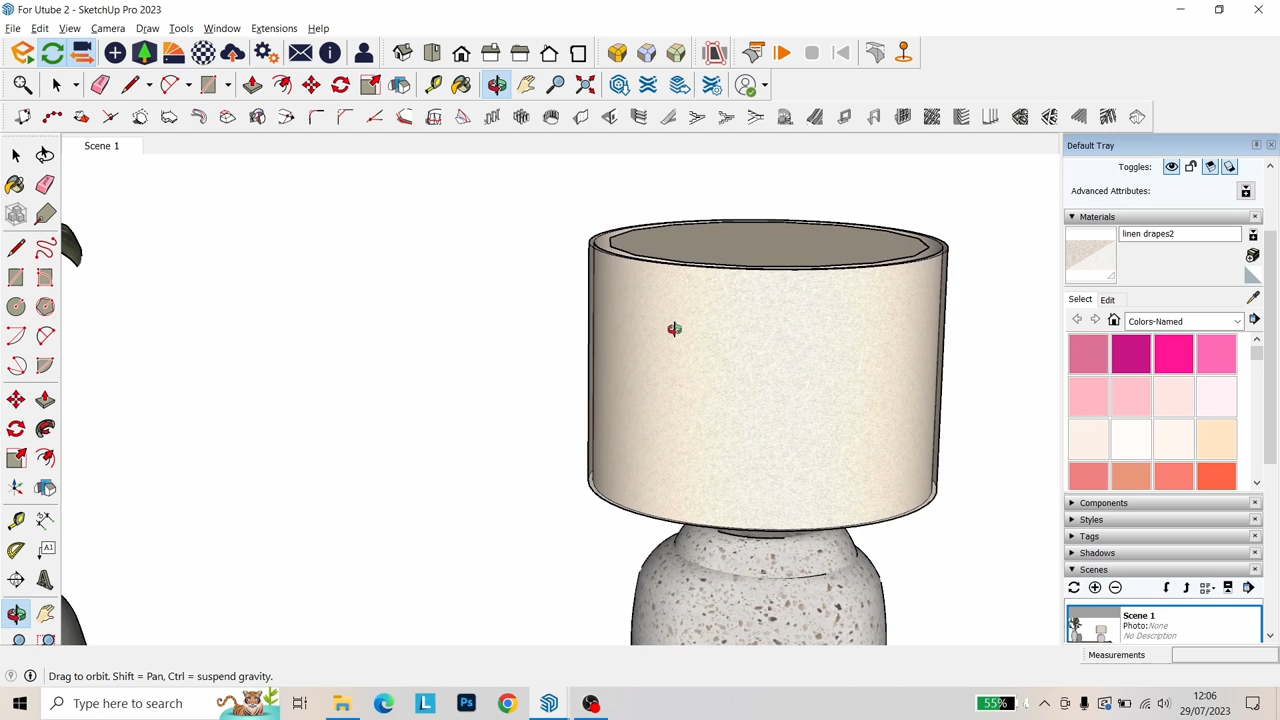 For Utube 2 - SketchUp Pro 2023
File Edit View Camera Draw Tools Window Extensions Help
Scene 1
Default Tray
Toggles:
Advanced Attributes:
Materials
linen drapes2
Select Edit
Colors-Named
Components
Styles
Tags
Shadows
Scenes
Scene 1
Photo: None
No Description
Measurements
Drag to orbit. Shift = Pan, Ctrl = suspend gravity.
Type here to search
55%
12:06
29/07/2023